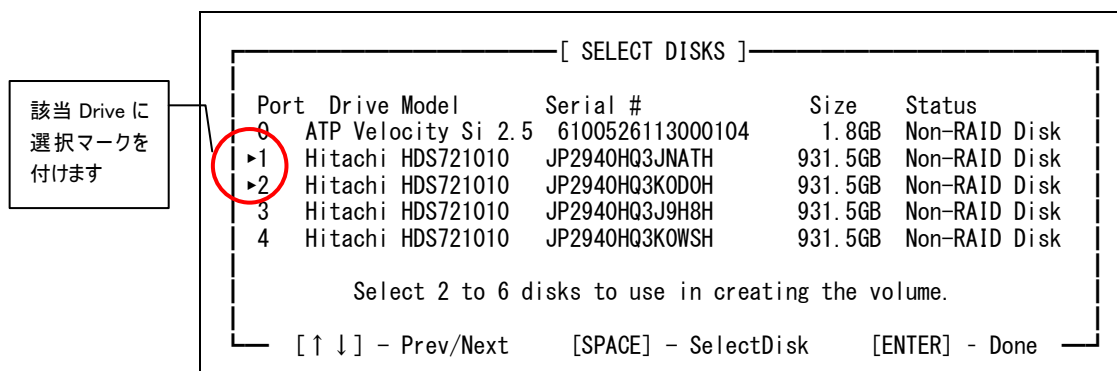 該当 Drive に
選択マークを
付けます
[ SELECT DISKS ]
Port Drive Model Serial # Size Status
0 ATP Velocity Si 2.5 6100526113000104 1.8GB Non-RAID Disk
▸1 Hitachi HDS721010 JP2940HQ3JNATH 931.5GB Non-RAID Disk
▸2 Hitachi HDS721010 JP2940HQ3K0D0H 931.5GB Non-RAID Disk
3 Hitachi HDS721010 JP2940HQ3J9H8H 931.5GB Non-RAID Disk
4 Hitachi HDS721010 JP2940HQ3K0WSH 931.5GB Non-RAID Disk
Select 2 to 6 disks to use in creating the volume.
[↑↓] - Prev/Next [SPACE] - SelectDisk [ENTER] - Done